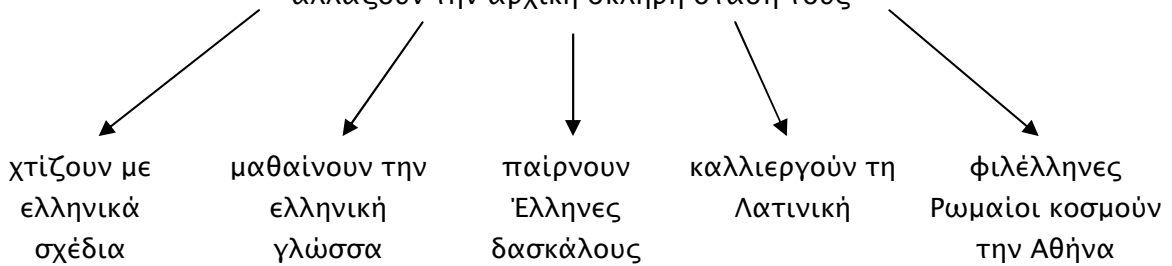 αλλάζουν την αρχική σκληρή στάση τους
χτίζουν με
ελληνικά
σχέδια
μαθαίνουν την
ελληνική
γλώσσα
παίρνουν
Έλληνες
δασκάλους
καλλιεργούν τη
Λατινική
φιλέλληνες
Ρωμαίοι κοσμούν
την Αθήνα